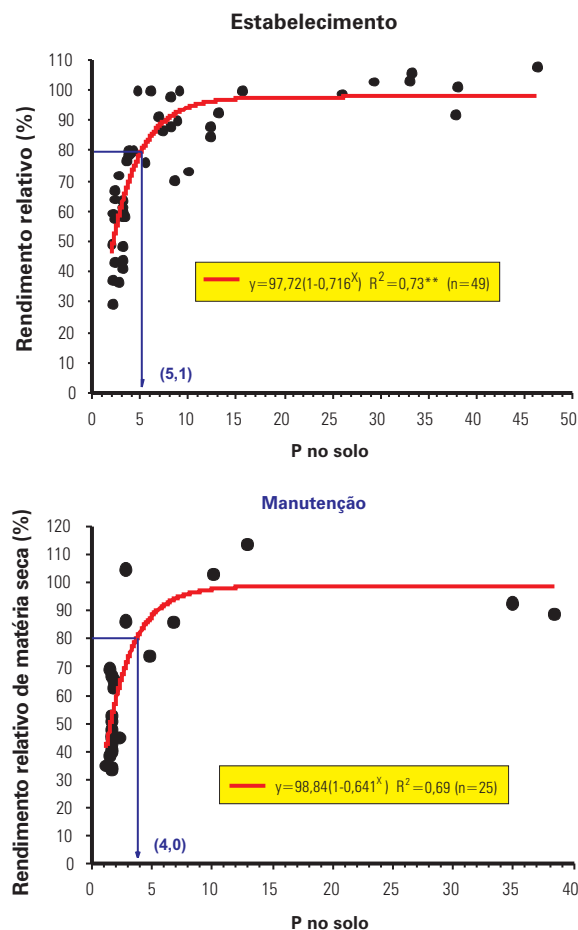 Estabelecimento
Rendimento relativo (%)
110
100
90
80
70
60
50
40
30
20
10
0
y=97,72(1-0,716^X) R^2=0,73** (n=49)
(5,1)
0 5 10 15 20 25 30 35 40 45 50
P no solo
Manutenção
Rendimento relativo de matéria seca (%)
120
110
100
90
80
70
60
50
40
30
20
10
0
y=98,84(1-0,641^X) R^2=0,69 (n=25)
(4,0)
0 5 10 15 20 25 30 35 40
P no solo